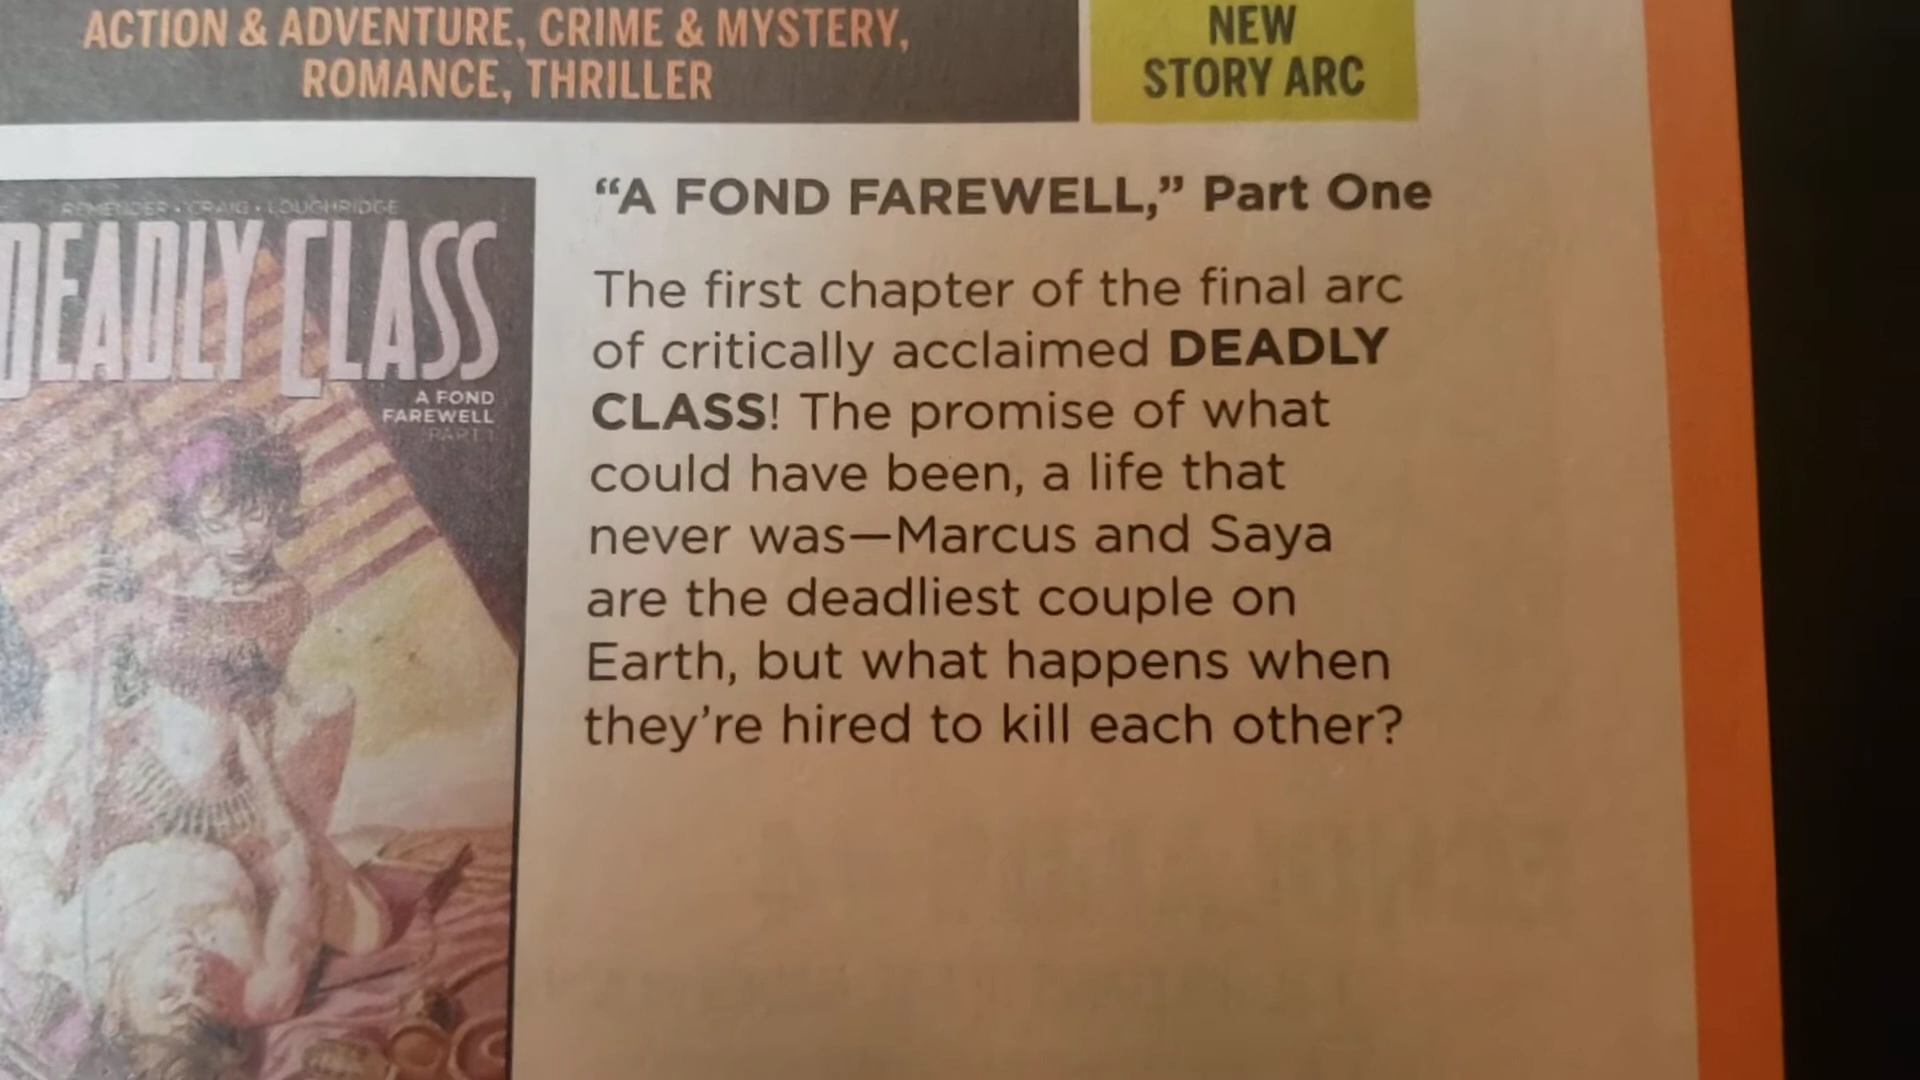 ACTION & ADVENTURE, CRIME & MYSTERY,
ROMANCE, THRILLER
NEW
STORY ARC
REMENDER • CRAIG • LOUGHRIDGE
DEADLY CLASS
A FOND
FAREWELL
PART 1
“A FOND FAREWELL,” Part One
The first chapter of the final arc
of critically acclaimed DEADLY
CLASS! The promise of what
could have been, a life that
never was—Marcus and Saya
are the deadliest couple on
Earth, but what happens when
they’re hired to kill each other?